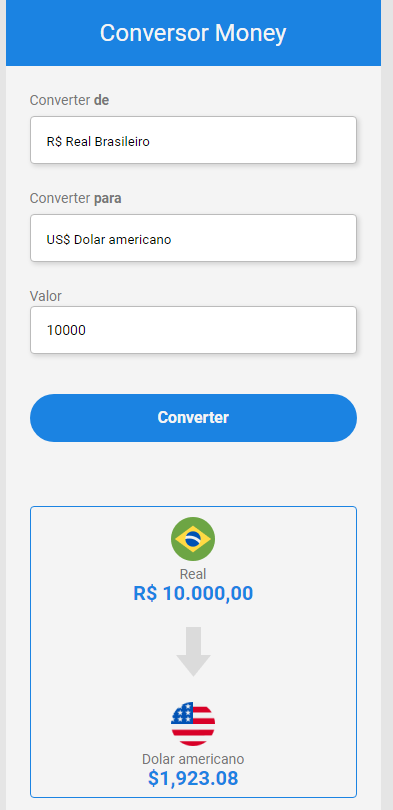 Conversor Money
Converter de
R$ Real Brasileiro
Converter para
US$ Dolar americano
Valor
10000
Converter
Real
R$ 10.000,00
Dolar americano
$1,923.08